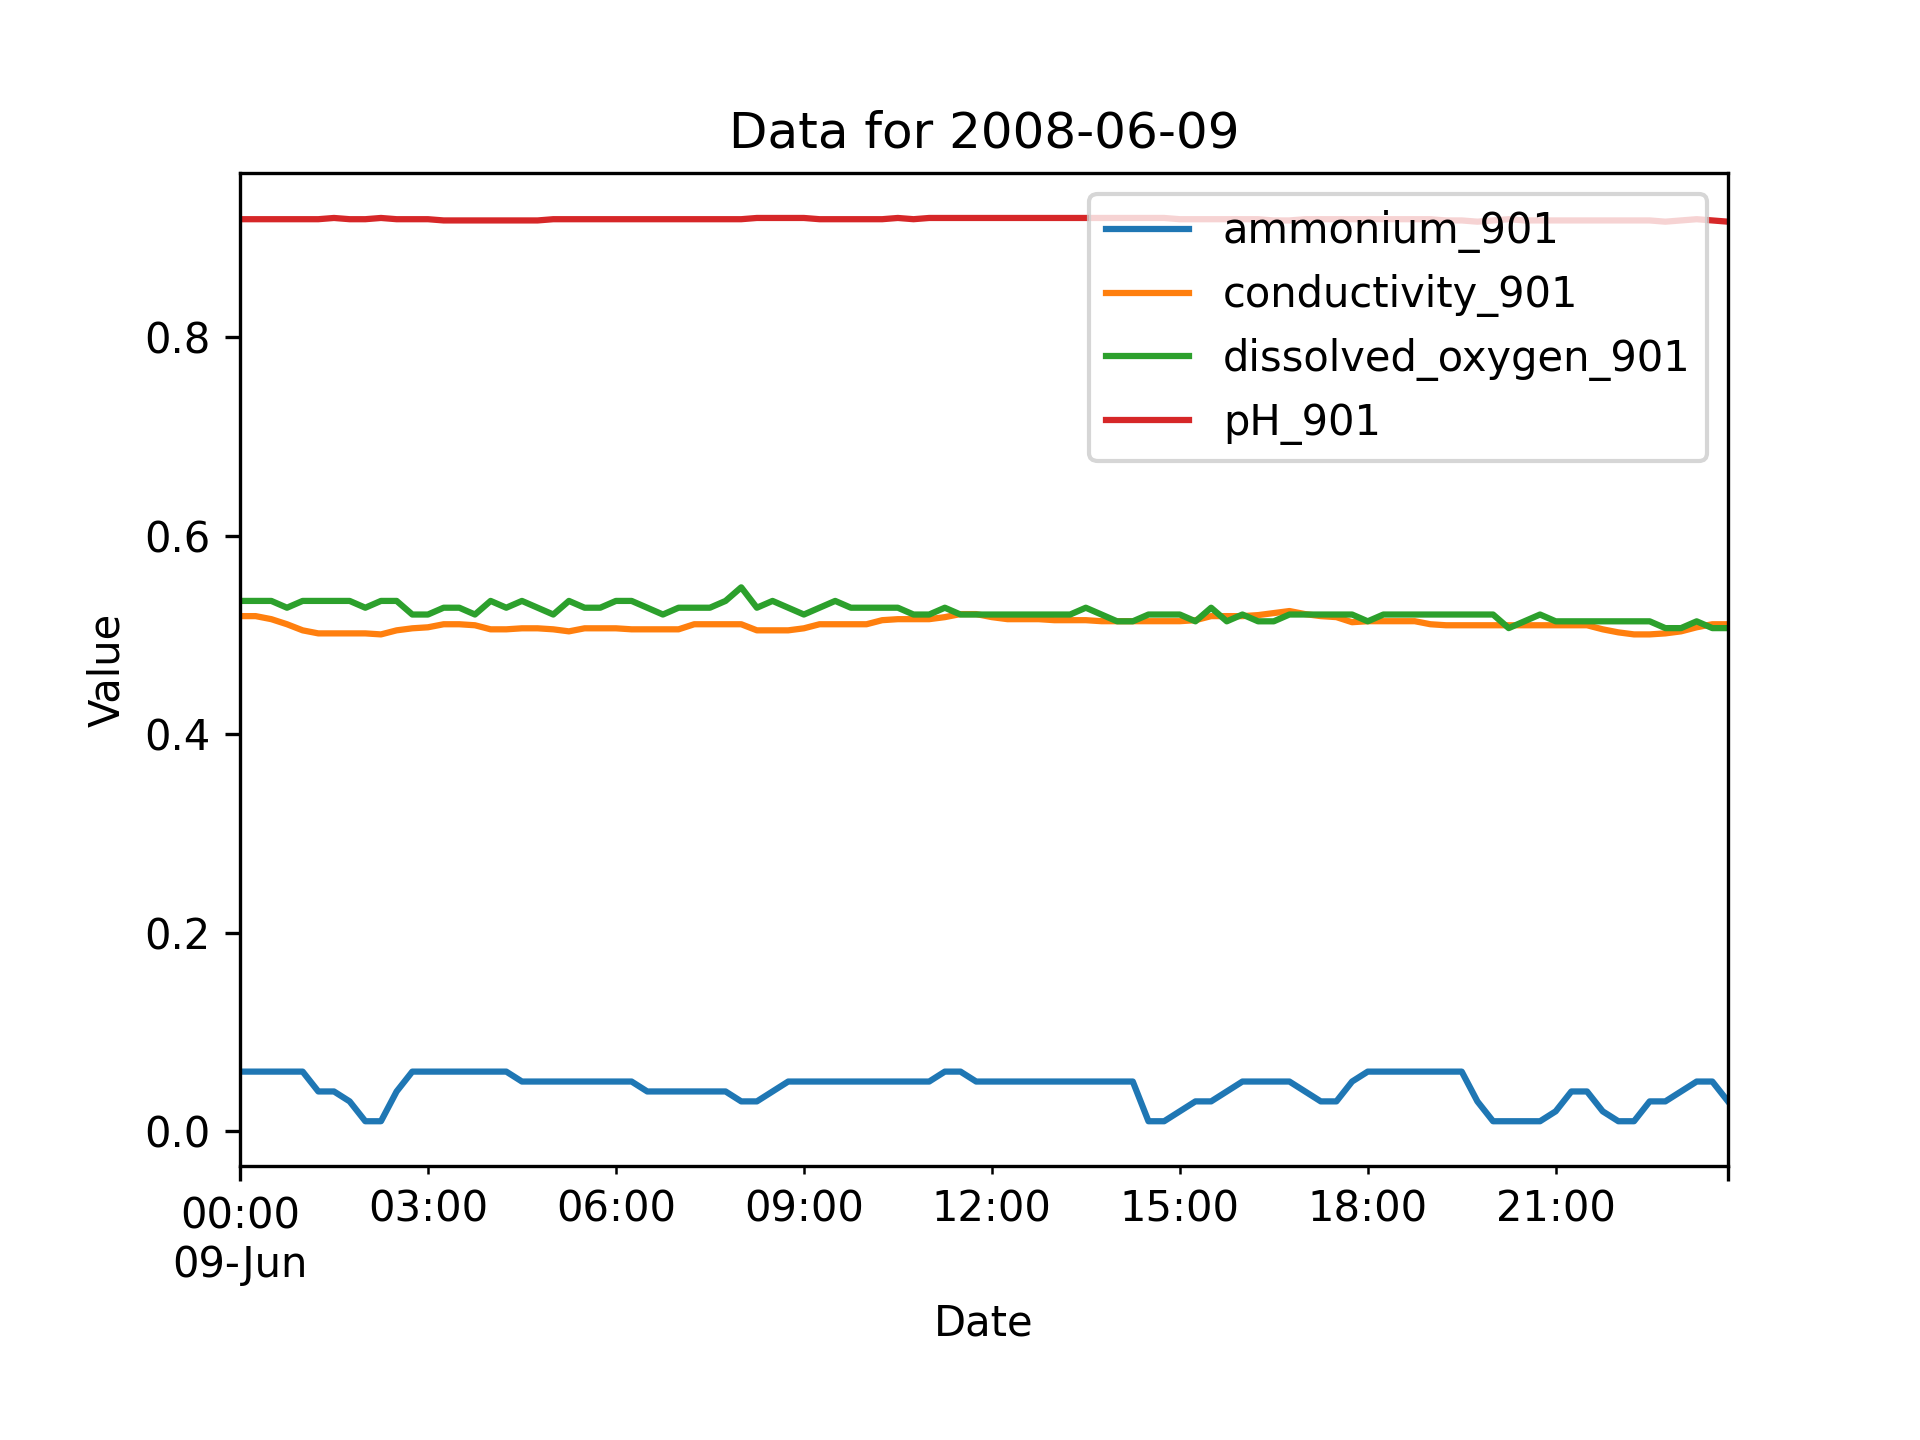 Data for 2008-06-09
ammonium_901
conductivity_901
dissolved_oxygen_901
pH_901
Value
0.8
0.6
0.4
0.2
0.0
00:00 03:00 06:00 09:00 12:00 15:00 18:00 21:00
09-Jun
Date